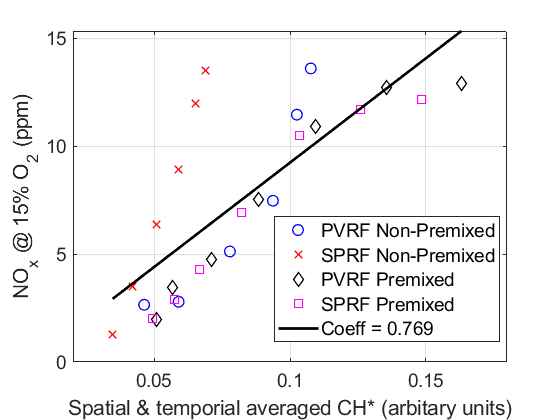 15
10
5
0
NOx @ 15% O2 (ppm)
PVRF Non-Premixed
SPRF Non-Premixed
PVRF Premixed
SPRF Premixed
Coeff = 0.769
0.05
0.1
0.15
Spatial & temporial averaged CH* (arbitary units)